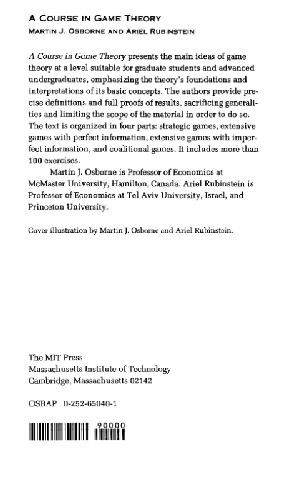 A COURSE IN GAME THEORY
MARTIN J. OSBORNE AND ARIEL RUBINSTEIN
A Course in Game Theory presents the main ideas of game
theory at a level suitable for graduate students and advanced
undergraduates, emphasizing the theory's foundations and
interpretations of its basic concepts. The authors provide pre-
cise definitions and full proofs of results, sacrificing generali-
ties and limiting the scope of the material in order to do so.
The text is organized in four parts: strategic games, extensive
games with perfect information, extensive games with imper-
fect information, and coalitional games. It includes more than
100 exercises.
Martin J. Osborne is Professor of Economics at
McMaster University, Hamilton, Canada. Ariel Rubinstein is
Professor of Economics at Tel Aviv University, Israel, and
Princeton University.
Cover illustration by Martin J. Osborne and Ariel Rubinstein.
The MIT Press
Massachusetts Institute of Technology
Cambridge, Massachusetts 02142
OSBAP 0-262-65040-1
90000